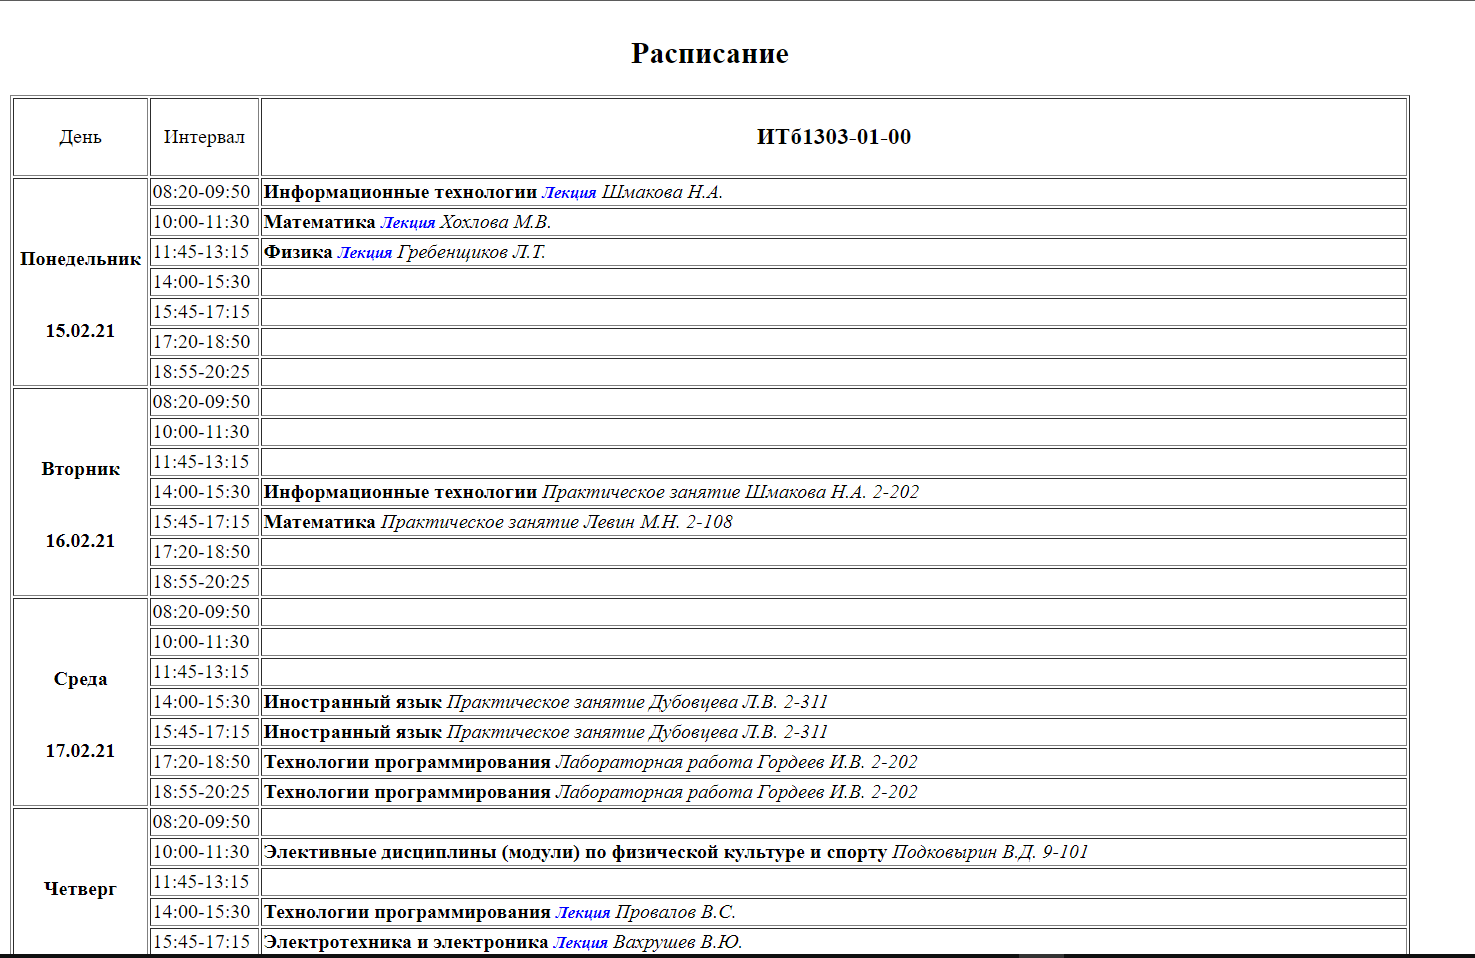 Расписание
День Интервал ИТб1303-01-00
Понедельник
15.02.21
08:20-09:50 Информационные технологии Лекция Шмакова Н.А.
10:00-11:30 Математика Лекция Хохлова М.В.
11:45-13:15 Физика Лекция Гребенщиков Л.Т.
14:00-15:30
15:45-17:15
17:20-18:50
18:55-20:25
Вторник
16.02.21
08:20-09:50
10:00-11:30
11:45-13:15
14:00-15:30 Информационные технологии Практическое занятие Шмакова Н.А. 2-202
15:45-17:15 Математика Практическое занятие Левин М.Н. 2-108
17:20-18:50
18:55-20:25
Среда
17.02.21
08:20-09:50
10:00-11:30
11:45-13:15
14:00-15:30 Иностранный язык Практическое занятие Дубовцева Л.В. 2-311
15:45-17:15 Иностранный язык Практическое занятие Дубовцева Л.В. 2-311
17:20-18:50 Технологии программирования Лабораторная работа Гордеев И.В. 2-202
18:55-20:25 Технологии программирования Лабораторная работа Гордеев И.В. 2-202
Четверг
08:20-09:50
10:00-11:30 Элективные дисциплины (модули) по физической культуре и спорту Подковырин В.Д. 9-101
11:45-13:15
14:00-15:30 Технологии программирования Лекция Провалов В.С.
15:45-17:15 Электротехника и электроника Лекция Вахрушев В.Ю.